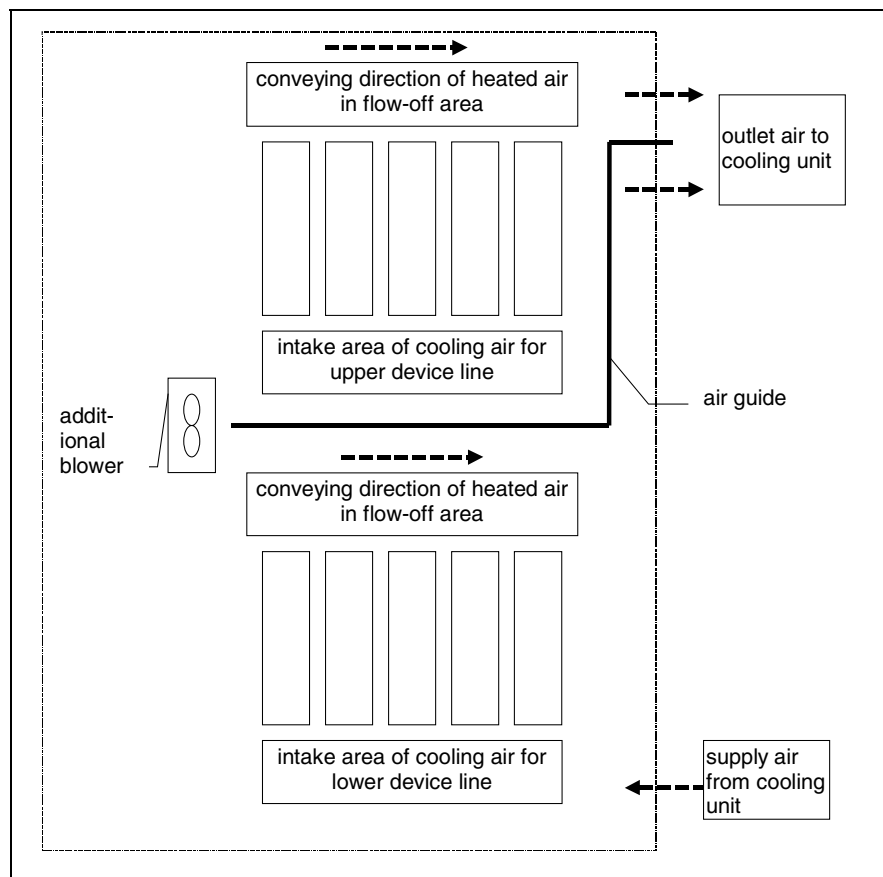 conveying direction of heated air
in flow-off area
outlet air to
cooling unit
intake area of cooling air for
upper device line
addit-
ional
blower
air guide
conveying direction of heated air
in flow-off area
intake area of cooling air for
lower device line
supply air
from cooling
unit